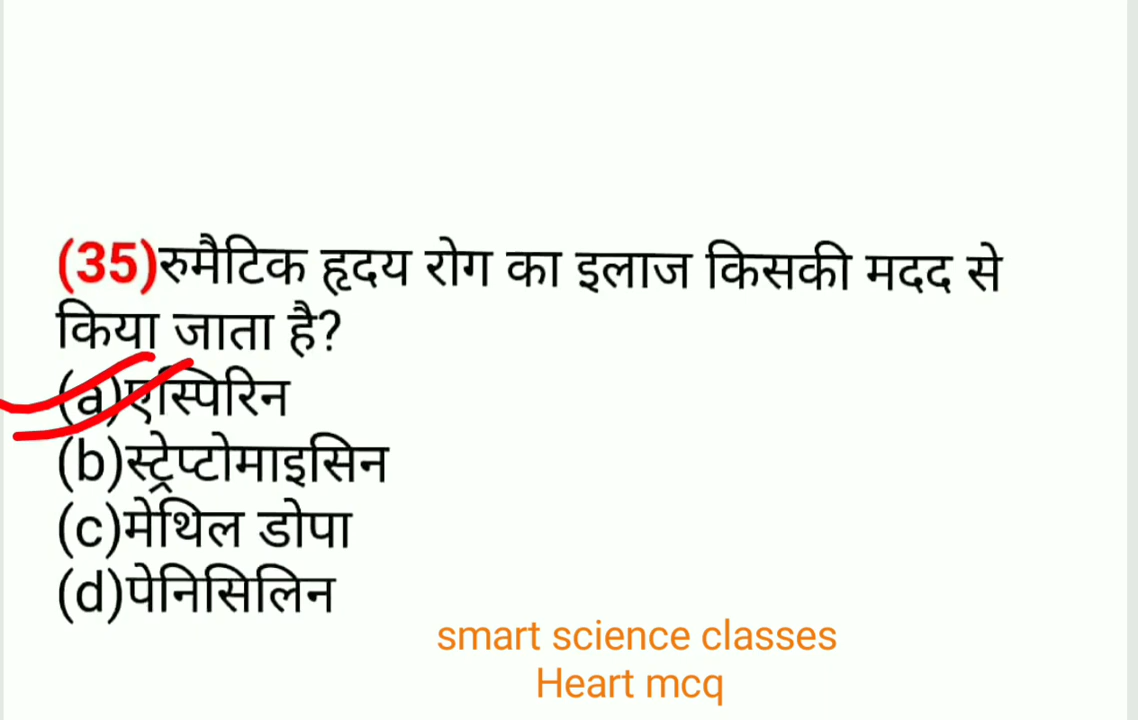 (35)रुमैटिक हृदय रोग का इलाज किसकी मदद से
किया जाता है?
(a)एस्पिरिन
(b)स्ट्रेप्टोमाइसिन
(c)मेथिल डोपा
(d)पेनिसिलिन
smart science classes
Heart mcq